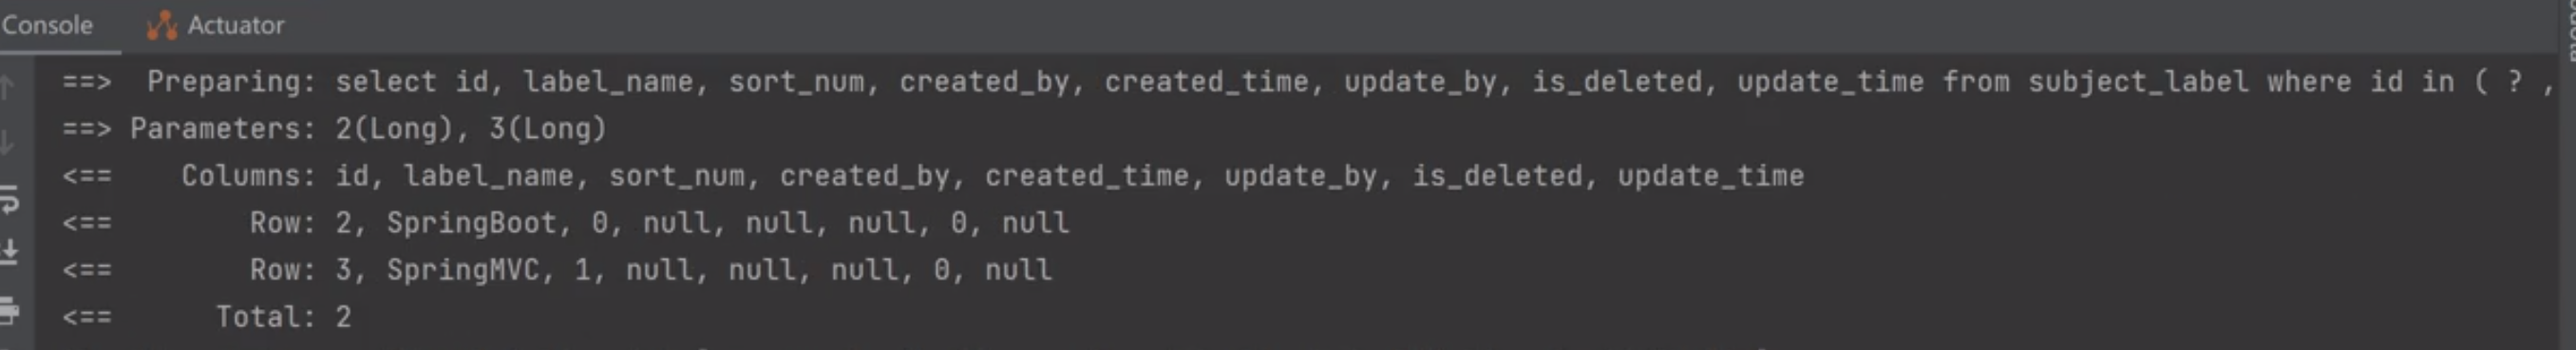 Console Actuator
==> Preparing: select id, label_name, sort_num, created_by, created_time, update_by, is_deleted, update_time from subject_label where id in ( ? ,
==> Parameters: 2(Long), 3(Long)
<== Columns: id, label_name, sort_num, created_by, created_time, update_by, is_deleted, update_time
<== Row: 2, SpringBoot, 0, null, null, null, 0, null
<== Row: 3, SpringMVC, 1, null, null, null, 0, null
<== Total: 2